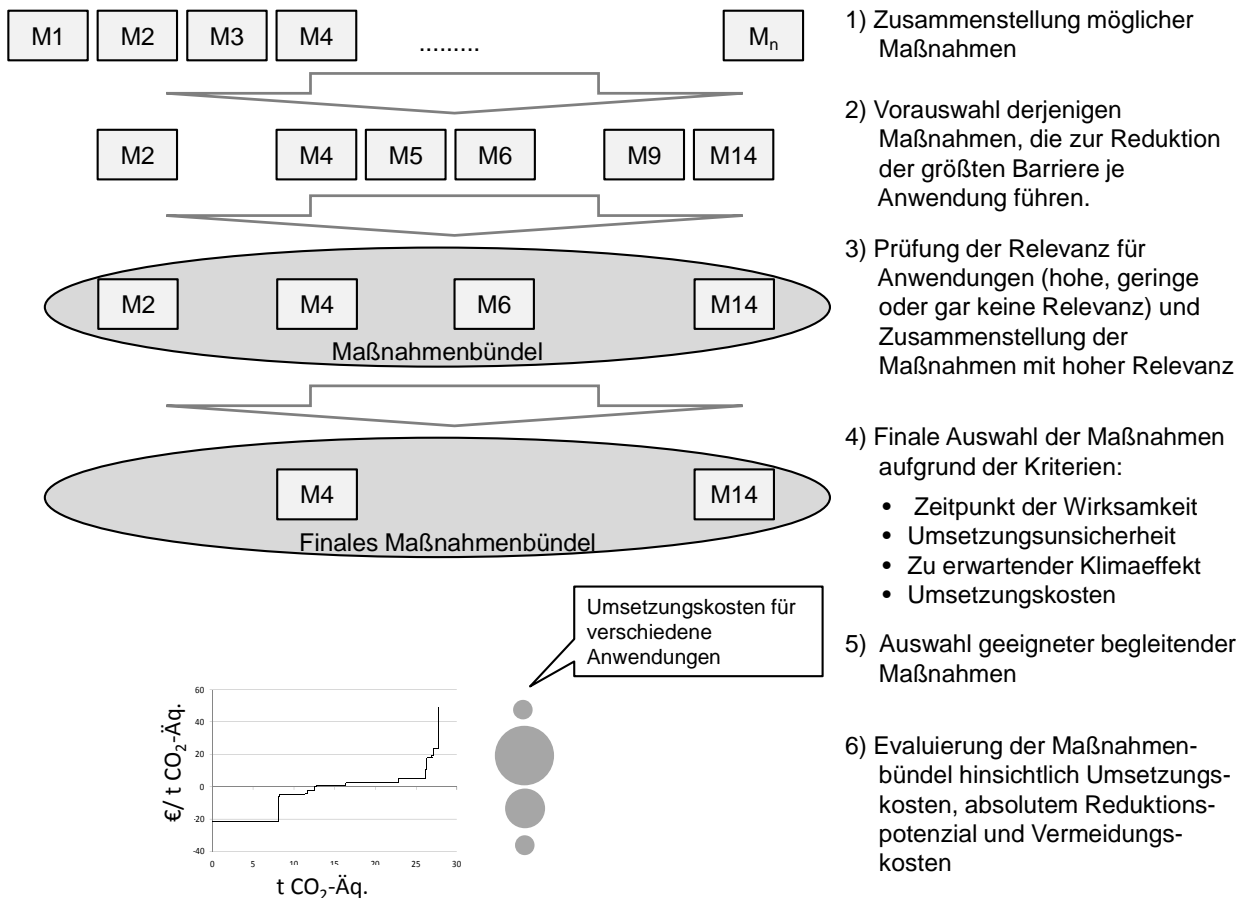 M1 M2 M3 M4 ......... Mn
1) Zusammenstellung möglicher
Maßnahmen
M2 M4 M5 M6 M9 M14
2) Vorauswahl derjenigen
Maßnahmen, die zur Reduktion
der größten Barriere je
Anwendung führen.
M2 M4 M6 M14
Maßnahmenbündel
3) Prüfung der Relevanz für
Anwendungen (hohe, geringe
oder gar keine Relevanz) und
Zusammenstellung der
Maßnahmen mit hoher Relevanz
M4 M14
Finales Maßnahmenbündel
4) Finale Auswahl der Maßnahmen
aufgrund der Kriterien:
• Zeitpunkt der Wirksamkeit
• Umsetzungsunsicherheit
• Zu erwartender Klimaeffekt
• Umsetzungskosten
Umsetzungskosten für
verschiedene
Anwendungen
5) Auswahl geeigneter begleitender
Maßnahmen
€/ t CO₂-Äq.
60
40
20
0
-20
-40
0 5 10 15 20 25 30
t CO₂-Äq.
6) Evaluierung der Maßnahmen-
bündel hinsichtlich Umsetzungs-
kosten, absolutem Reduktions-
potenzial und Vermeidungs-
kosten